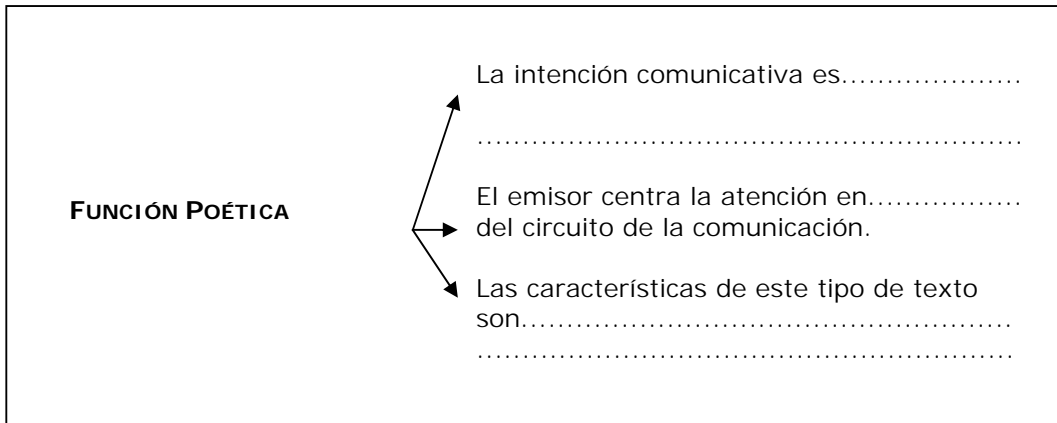 La intención comunicativa es....................
............................................................
FUNCIÓN POÉTICA
El emisor centra la atención en.................
del circuito de la comunicación.
Las características de este tipo de texto
son......................................................
...........................................................